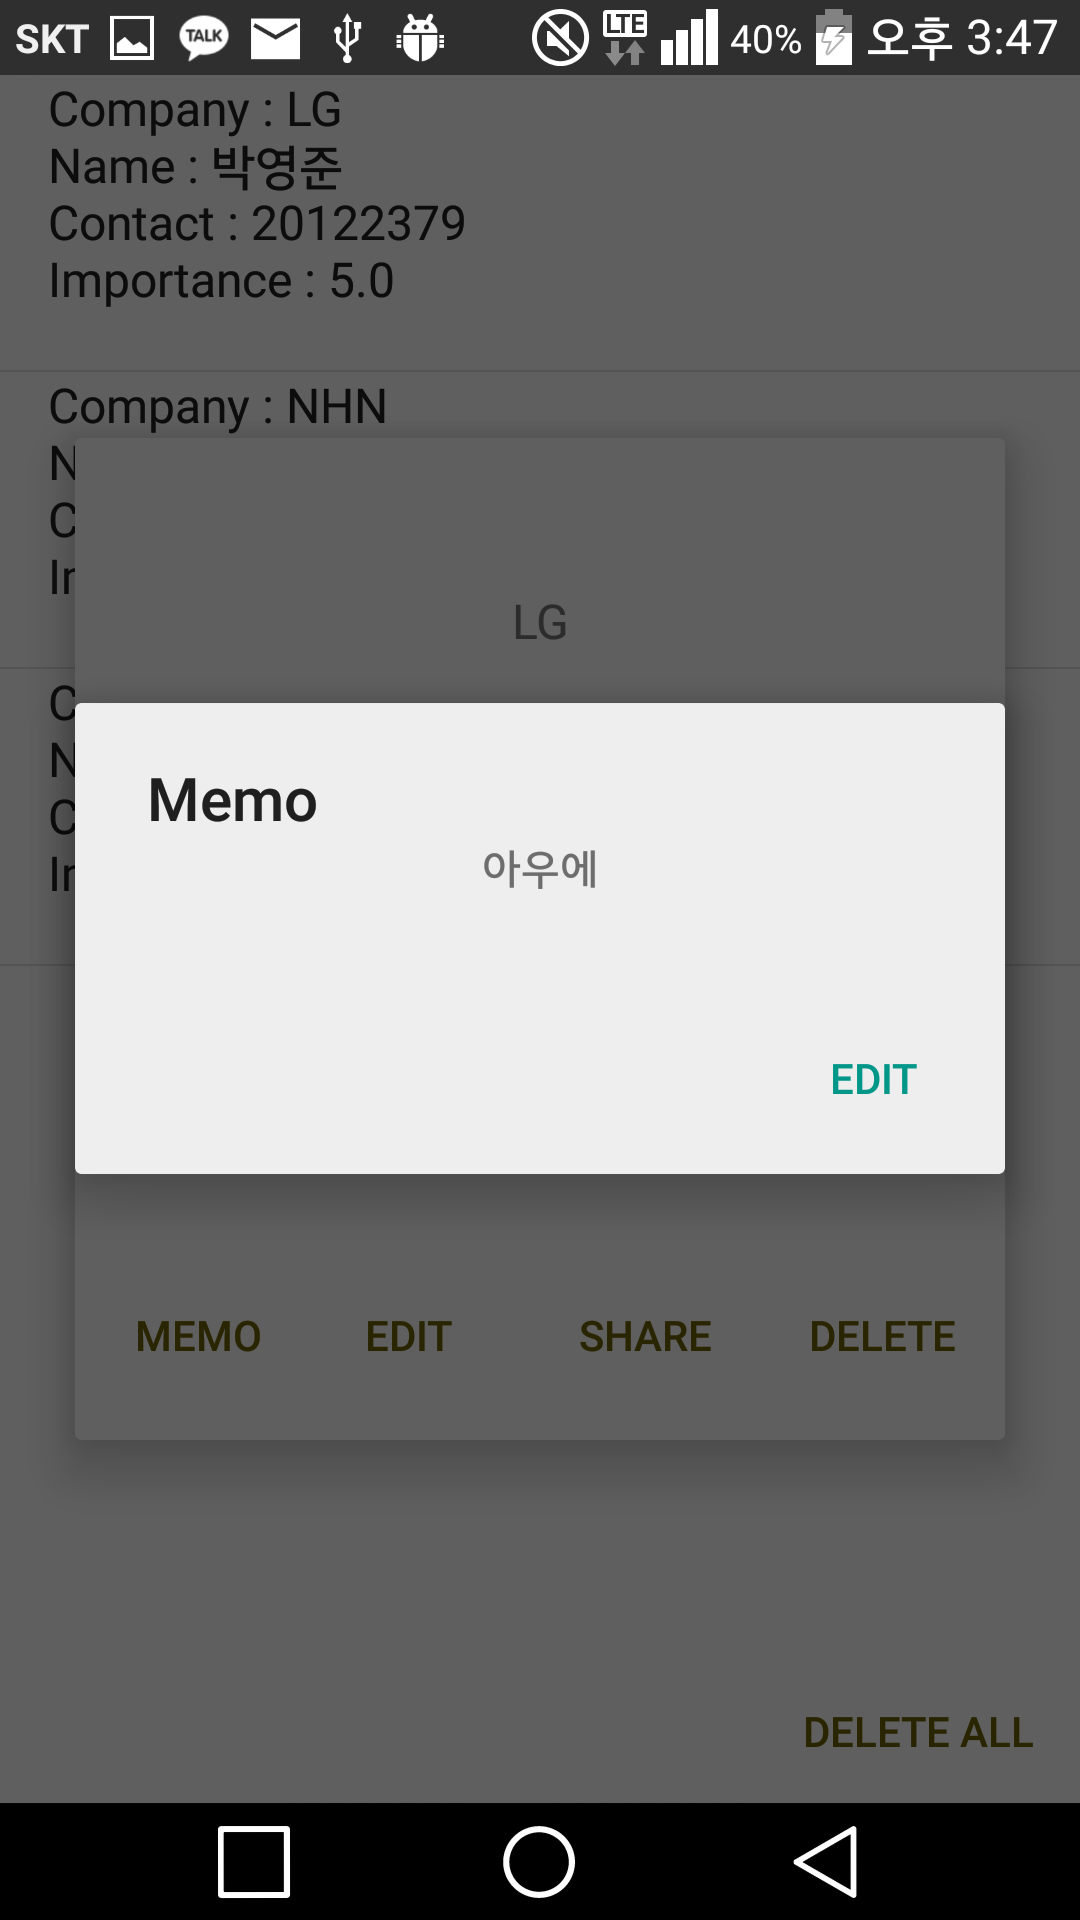 SKT TALK LTE 40% 오후 3:47
Company : LG
Name : 박영준
Contact : 20122379
Importance : 5.0
Company : NHN
N
C
LG
C
Memo
N
아우에
C
EDIT
MEMO EDIT SHARE DELETE
DELETE ALL